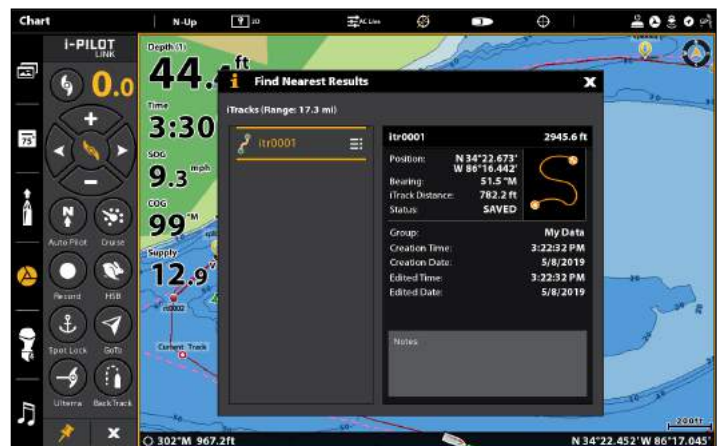 Chart
N-Up
2D
AC Live
i-PILOT
LINK
0.0
75°
Auto Pilot
Cruise
Record
HSB
Spot Lock
GoTo
Ulterra
BackTrack
Depth (1)
44.
ft
Time
3:30
SOG
9.3 mph
COG
99 °M
Supply
12.9 V
Current Track
Find Nearest Results
X
iTracks (Range: 17.3 mi)
itr0001
itr0001 2945.6 ft
Position: N 34°22.673'
W 86°16.442'
Bearing: 51.5 °M
iTrack Distance: 782.2 ft
Status: SAVED
Group: My Data
Creation Time: 3:22:32 PM
Creation Date: 5/8/2019
Edited Time: 3:22:32 PM
Edited Date: 5/8/2019
Notes
200ft
302°M 967.2ft
N 34°22.452' W 86°17.045'